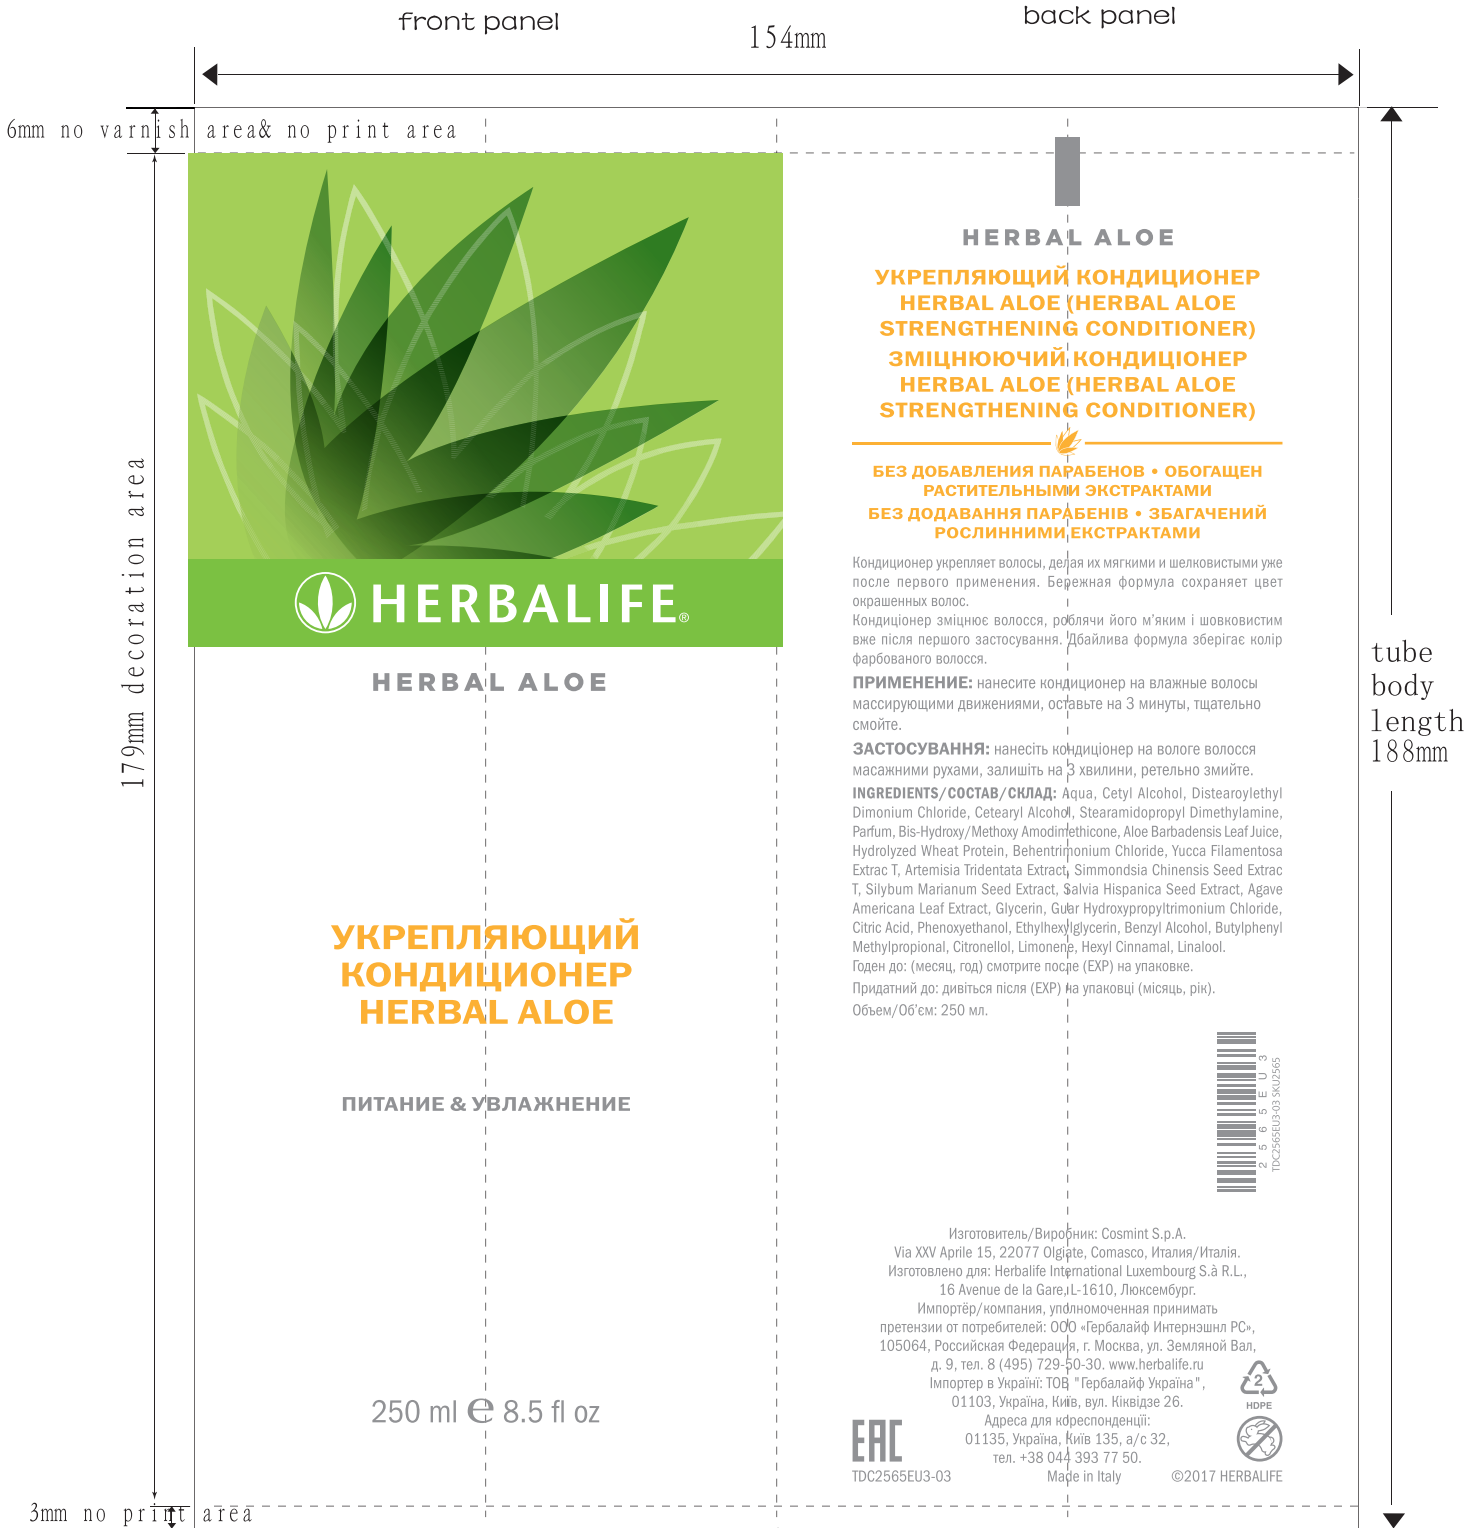 front panel
back panel
154mm
6mm no varnish area& no print area
179mm decoration area
HERBALIFE®
HERBAL ALOE
УКРЕПЛЯЮЩИЙ
КОНДИЦИОНЕР
HERBAL ALOE
ПИТАНИЕ & УВЛАЖНЕНИЕ
250 ml ℮ 8.5 fl oz
3mm no print area
HERBAL ALOE
УКРЕПЛЯЮЩИЙ КОНДИЦИОНЕР
HERBAL ALOE (HERBAL ALOE
STRENGTHENING CONDITIONER)
ЗМІЦНЮЮЧИЙ КОНДИЦІОНЕР
HERBAL ALOE (HERBAL ALOE
STRENGTHENING CONDITIONER)
БЕЗ ДОБАВЛЕНИЯ ПАРАБЕНОВ • ОБОГАЩЕН
РАСТИТЕЛЬНЫМИ ЭКСТРАКТАМИ
БЕЗ ДОДАВАННЯ ПАРАБЕНІВ • ЗБАГАЧЕНИЙ
РОСЛИННИМИ ЕКСТРАКТАМИ
Кондиционер укрепляет волосы, делая их мягкими и шелковистыми уже
после первого применения. Бережная формула сохраняет цвет
окрашенных волос.
Кондиціонер зміцнює волосся, роблячи його м'яким і шовковистим
вже після першого застосування. Дбайлива формула зберігає колір
фарбованого волосся.
ПРИМЕНЕНИЕ: нанесите кондиционер на влажные волосы
массирующими движениями, оставьте на 3 минуты, тщательно
смойте.
ЗАСТОСУВАННЯ: нанесіть кондиціонер на вологе волосся
масажними рухами, залишіть на 3 хвилини, ретельно змийте.
INGREDIENTS/СОСТАВ/СКЛАД: Aqua, Cetyl Alcohol, Distearoylethyl
Dimonium Chloride, Cetearyl Alcohol, Stearamidopropyl Dimethylamine,
Parfum, Bis-Hydroxy/Methoxy Amodimethicone, Aloe Barbadensis Leaf Juice,
Hydrolyzed Wheat Protein, Behentrimonium Chloride, Yucca Filamentosa
Extrac T, Artemisia Tridentata Extract, Simmondsia Chinensis Seed Extrac
T, Silybum Marianum Seed Extract, Salvia Hispanica Seed Extract, Agave
Americana Leaf Extract, Glycerin, Guar Hydroxypropyltrimonium Chloride,
Citric Acid, Phenoxyethanol, Ethylhexylglycerin, Benzyl Alcohol, Butylphenyl
Methylpropional, Citronellol, Limonene, Hexyl Cinnamal, Linalool.
Годен до: (месяц, год) смотрите после (EXP) на упаковке.
Придатний до: дивіться після (EXP) на упаковці (місяць, рік).
Объем/Об'єм: 250 мл.
2565EU3
TDC2565EU3-03 SKU2565
Изготовитель/Виробник: Cosmint S.p.A.
Via XXV Aprile 15, 22077 Olgiate, Comasco, Италия/Італія.
Изготовлено для: Herbalife International Luxembourg S.à R.L.,
16 Avenue de la Gare, L-1610, Люксембург.
Импортёр/компания, уполномоченная принимать
претензии от потребителей: ООО «Гербалайф Интернэшнл РС»,
105064, Российская Федерация, г. Москва, ул. Земляной Вал,
д. 9, тел. 8 (495) 729-50-30. www.herbalife.ru
Імпортер в Україні: ТОВ "Гербалайф Україна",
01103, Україна, Київ, вул. Кіквідзе 26.
Адреса для кореспонденції:
01135, Україна, Київ 135, а/с 32,
тел. +38 044 393 77 50.
2
HDPE
EAC
TDC2565EU3-03
Made in Italy
©2017 HERBALIFE
tube
body
length
188mm